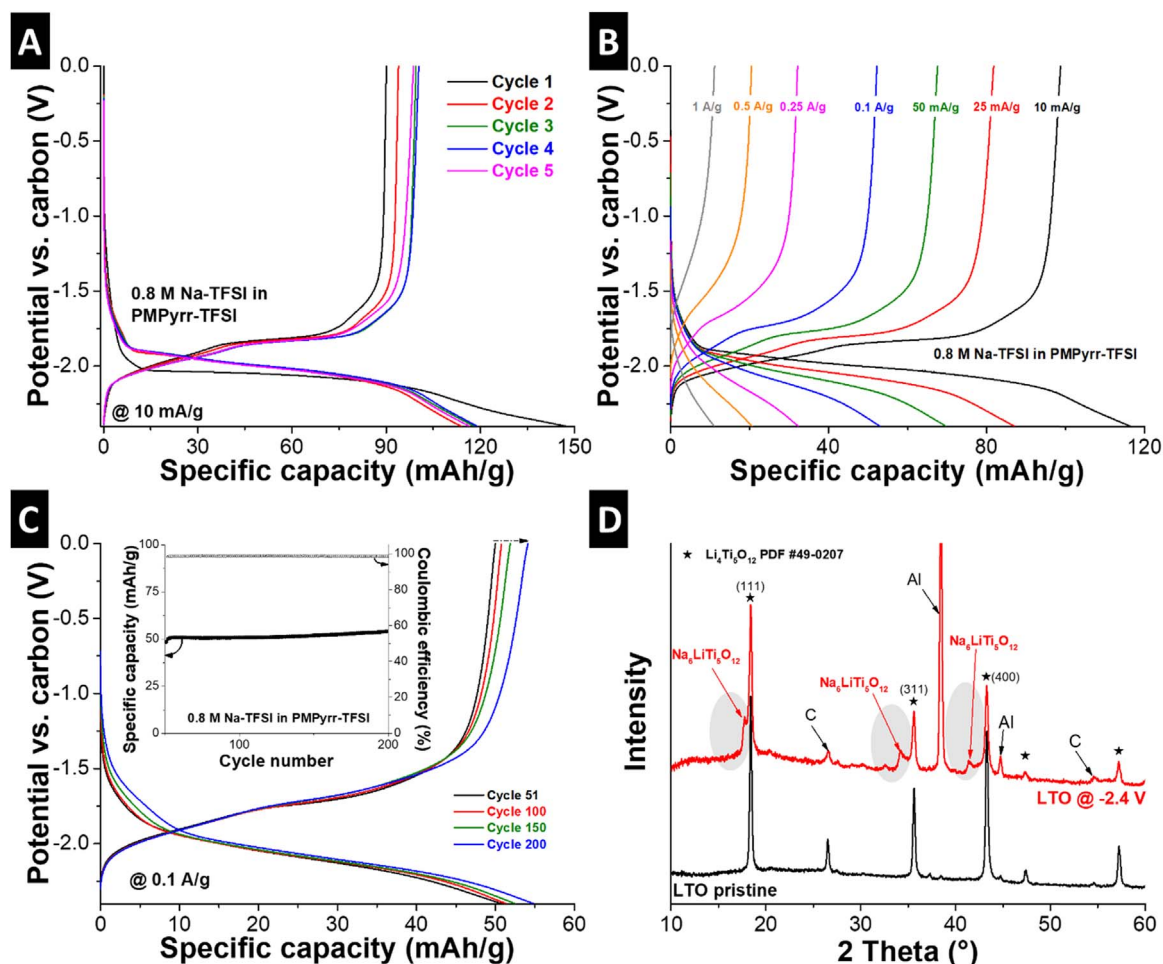 A
0.0
-0.5
-1.0
-1.5
-2.0
Potential vs. carbon (V)
Cycle 1
Cycle 2
Cycle 3
Cycle 4
Cycle 5
0.8 M Na-TFSI in
PMPyrr-TFSI
@ 10 mA/g
0 30 60 90 120 150
Specific capacity (mAh/g)
B
0.0
-0.5
-1.0
-1.5
-2.0
Potential vs. carbon (V)
1 A/g 0.5 A/g 0.25 A/g 0.1 A/g 50 mA/g 25 mA/g 10 mA/g
0.8 M Na-TFSI in PMPyrr-TFSI
0 40 80 120
Specific capacity (mAh/g)
C
0.0
-0.5
-1.0
-1.5
-2.0
Potential vs. carbon (V)
100
75
50
25
0
Specific capacity (mAh/g)
100
80
60
40
20
0
Coulombic efficiency (%)
0.8 M Na-TFSI in PMPyrr-TFSI
100 150 200
Cycle number
Cycle 51
Cycle 100
Cycle 150
Cycle 200
@ 0.1 A/g
0 10 20 30 40 50 60
Specific capacity (mAh/g)
D
Intensity
★ Li₄Ti₅O₁₂ PDF #49-0207
★ (111)
Al
Na₆LiTi₅O₁₂
Na₆LiTi₅O₁₂
Na₆LiTi₅O₁₂
C
★
(311)
★ (400)
Al
★
C
★
LTO @ -2.4 V
LTO pristine
10 20 30 40 50 60
2 Theta (°)